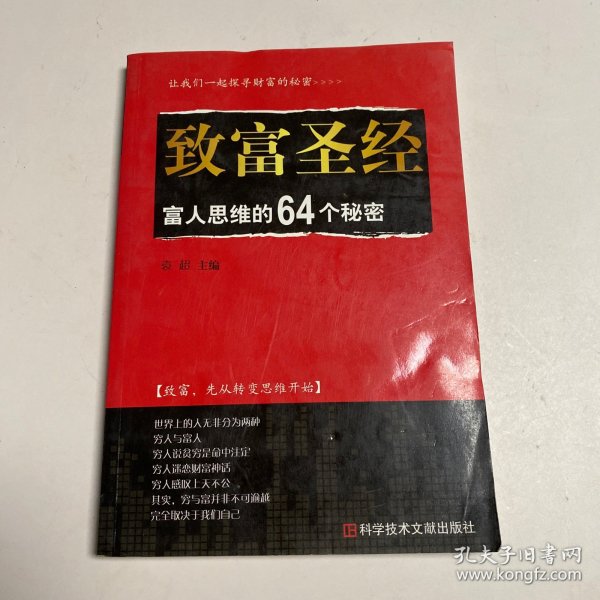 让我们一起探寻财富的秘密>>>>
致富圣经
富人思维的64个秘密
袁超 主编
【致富，先从转变思维开始】
世界上的人无非分为两种
穷人与富人
穷人说贫穷是命中注定
穷人迷恋财富神话
穷人感叹上天不公
其实，穷与富并非不可逾越
完全取决于我们自己
科学技术文献出版社
孔夫子旧书网
www.kongfz.com